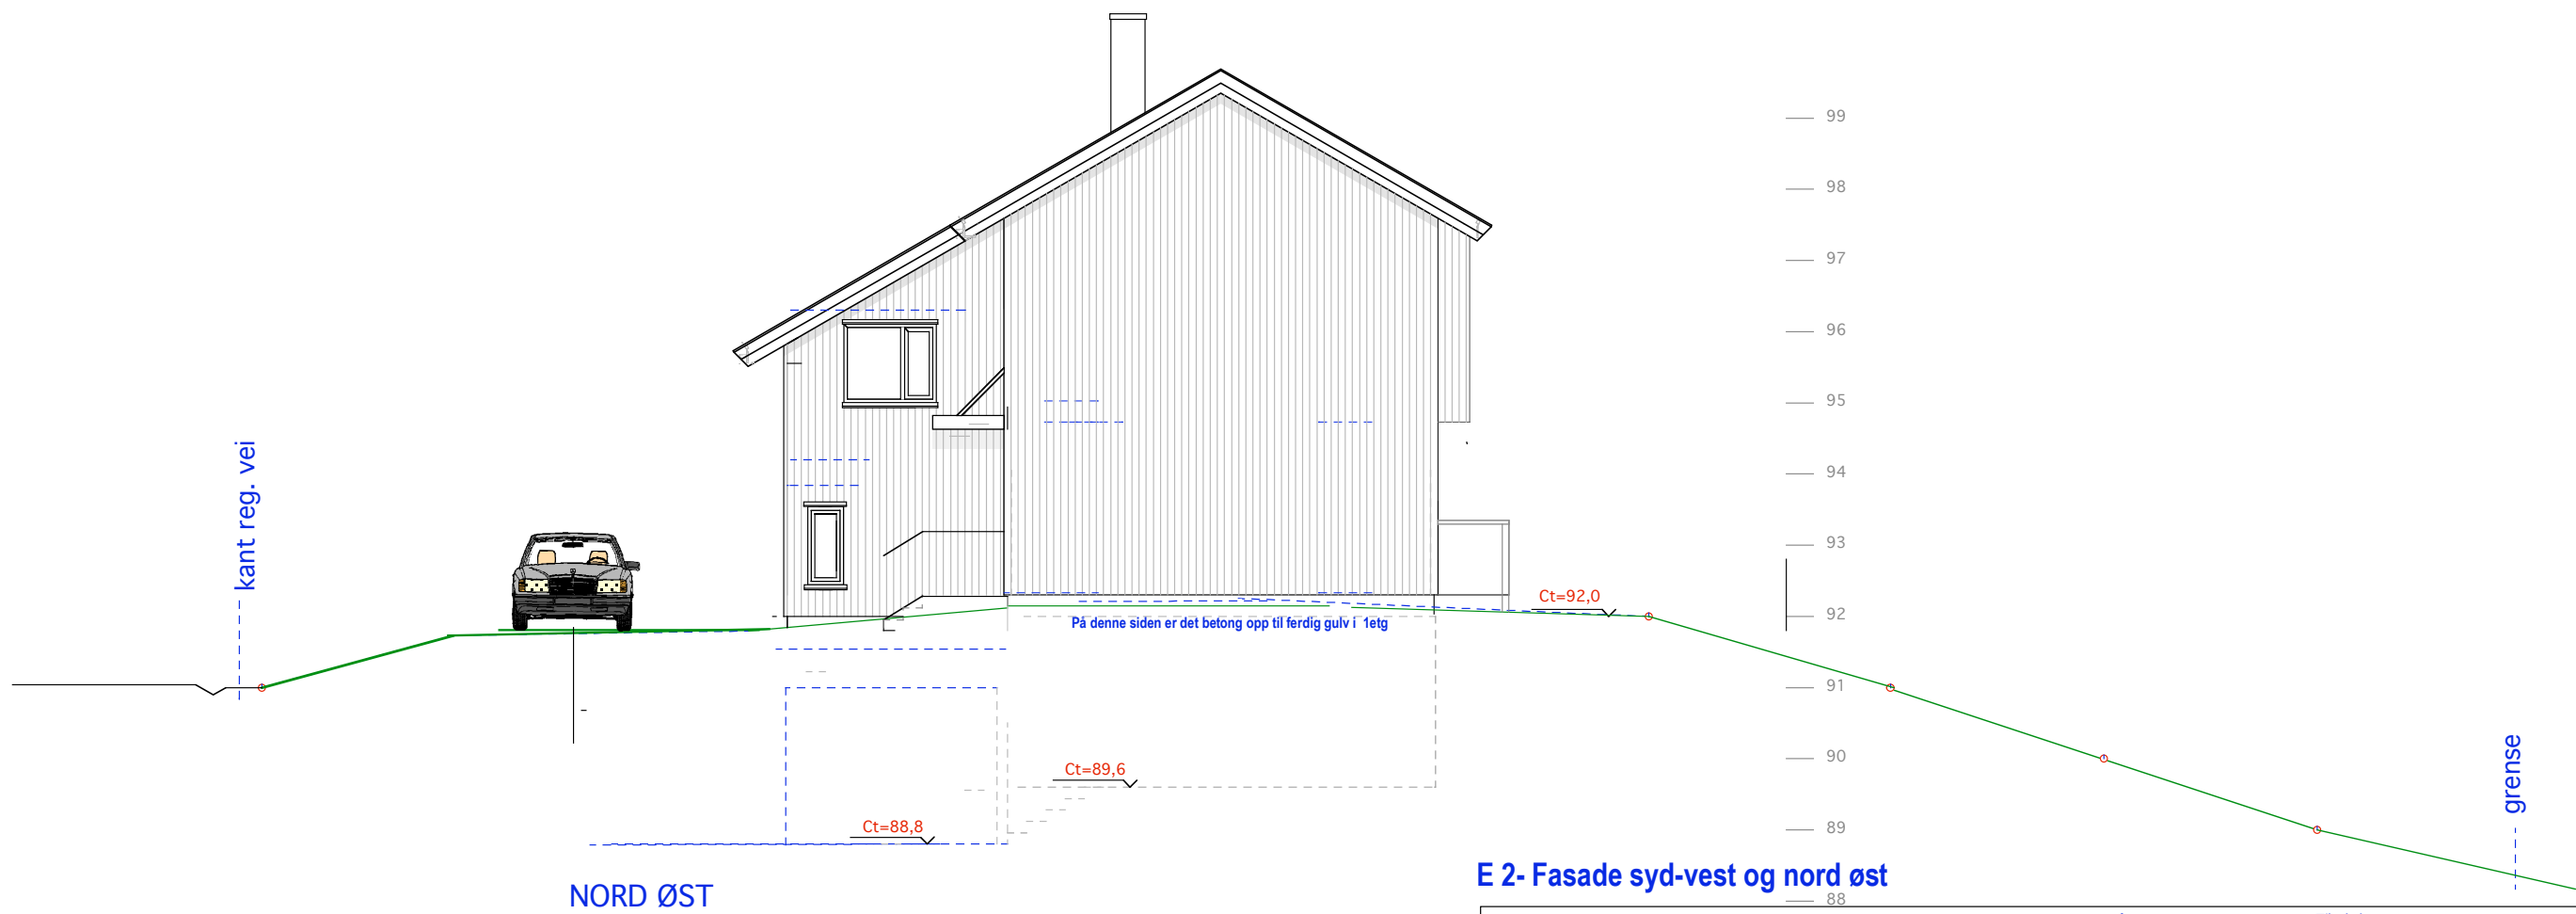 99
98
97
96
95
94
93
92
91
90
89
88
kant reg. vei
Ct=92,0
På denne siden er det betong opp til ferdig gulv i 1etg
Ct=89,6
Ct=88,8
grense
NORD ØST
E 2- Fasade syd-vest og nord øst